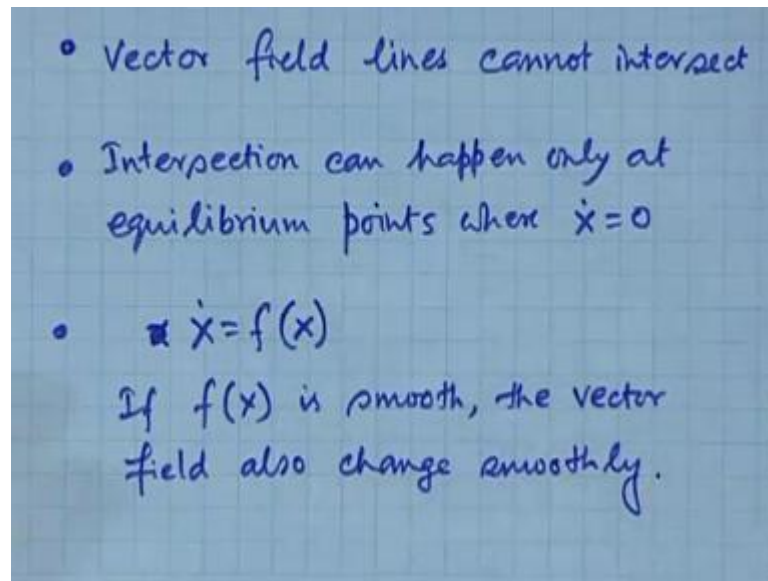 • Vector field lines cannot intersect
• Intersection can happen only at
equilibrium points where ẋ = 0
• ẋ = f(x)
If f(x) is smooth, the vector
field also change smoothly.